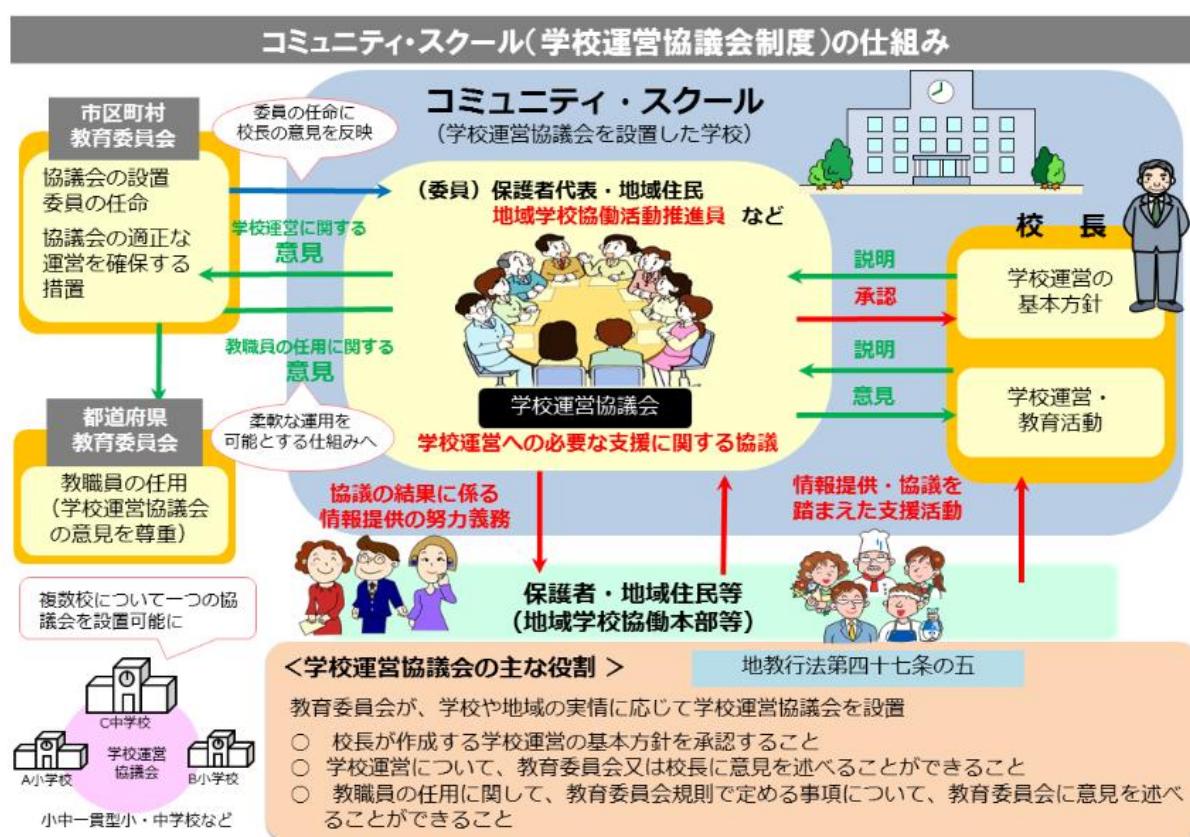 コミュニティ・スクール(学校運営協議会制度)の仕組み
市区町村
教育委員会
協議会の設置
委員の任命
協議会の適正な
運営を確保する
措置
委員の任命に
校長の意見を反映
学校運営に関する
意見
教職員の任用に関する
意見
柔軟な運用を
可能とする仕組みへ
都道府県
教育委員会
教職員の任用
(学校運営協議会
の意見を尊重)
コミュニティ・スクール
(学校運営協議会を設置した学校)
(委員)保護者代表・地域住民
地域学校協働活動推進員 など
学校運営協議会
学校運営への必要な支援に関する協議
校 長
説明
承認
学校運営の
基本方針
説明
意見
学校運営・
教育活動
協議の結果に係る
情報提供の努力義務
情報提供・協議を
踏まえた支援活動
保護者・地域住民等
(地域学校協働本部等)
複数校について一つの協
議会を設置可能に
C中学校
学校運営
協議会
A小学校
B小学校
小中一貫型小・中学校など
<学校運営協議会の主な役割 >
地教行法第四十七条の五
教育委員会が、学校や地域の実情に応じて学校運営協議会を設置
○ 校長が作成する学校運営の基本方針を承認すること
○ 学校運営について、教育委員会又は校長に意見を述べることができること
○ 教職員の任用に関して、教育委員会規則で定める事項について、教育委員会に意見を述べ
ることができること